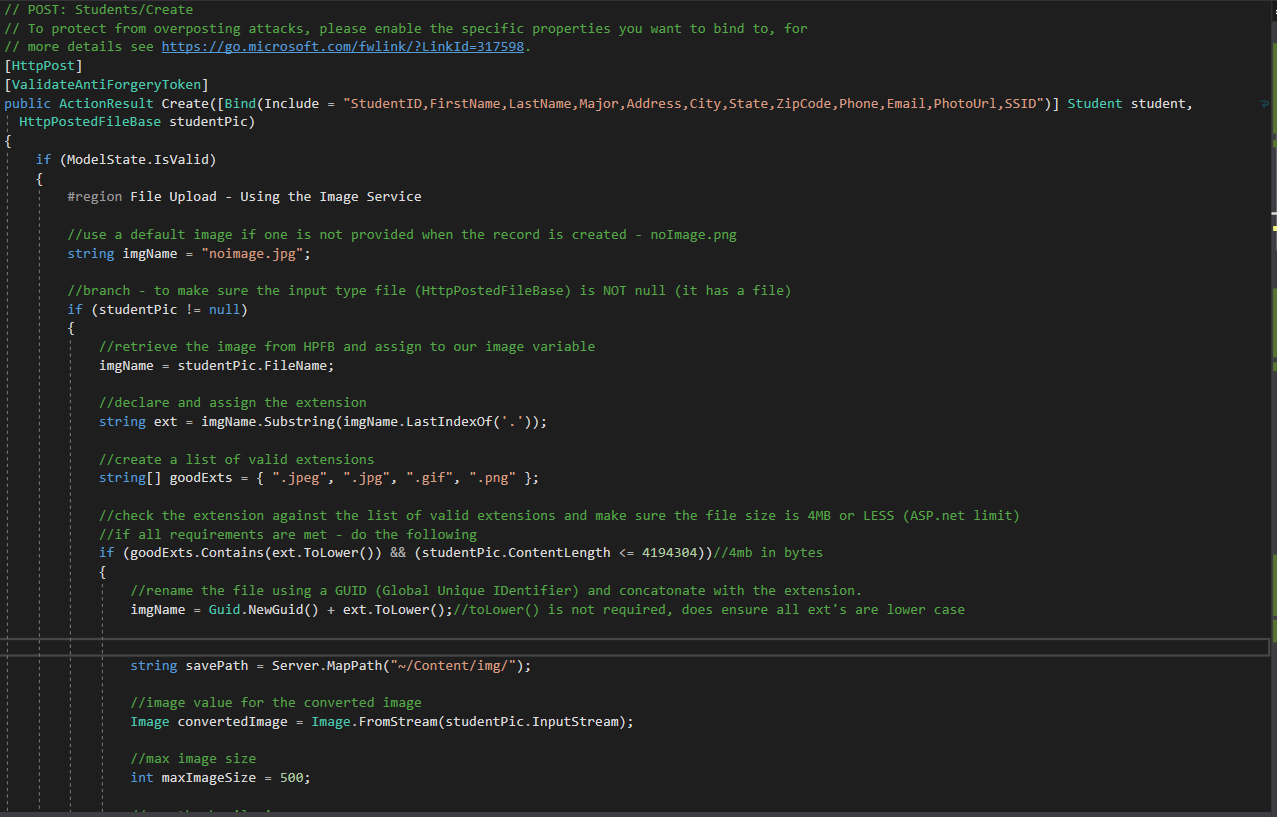 // POST: Students/Create
// To protect from overposting attacks, please enable the specific properties you want to bind to, for
// more details see https://go.microsoft.com/fwlink/?LinkId=317598.
[HttpPost]
[ValidateAntiForgeryToken]
public ActionResult Create([Bind(Include = "StudentID,FirstName,LastName,Major,Address,City,State,ZipCode,Phone,Email,PhotoUrl,SSID")] Student student,
HttpPostedFileBase studentPic)
{
if (ModelState.IsValid)
{
#region File Upload - Using the Image Service
//use a default image if one is not provided when the record is created - noImage.png
string imgName = "noimage.jpg";
//branch - to make sure the input type file (HttpPostedFileBase) is NOT null (it has a file)
if (studentPic != null)
{
//retrieve the image from HPFB and assign to our image variable
imgName = studentPic.FileName;
//declare and assign the extension
string ext = imgName.Substring(imgName.LastIndexOf('.'));
//create a list of valid extensions
string[] goodExts = { ".jpeg", ".jpg", ".gif", ".png" };
//check the extension against the list of valid extensions and make sure the file size is 4MB or LESS (ASP.net limit)
//if all requirements are met - do the following
if (goodExts.Contains(ext.ToLower()) && (studentPic.ContentLength <= 4194304))//4mb in bytes
{
//rename the file using a GUID (Global Unique IDentifier) and concatonate with the extension.
imgName = Guid.NewGuid() + ext.ToLower();//toLower() is not required, does ensure all ext's are lower case
string savePath = Server.MapPath("~/Content/img/");
//image value for the converted image
Image convertedImage = Image.FromStream(studentPic.InputStream);
//max image size
int maxImageSize = 500;